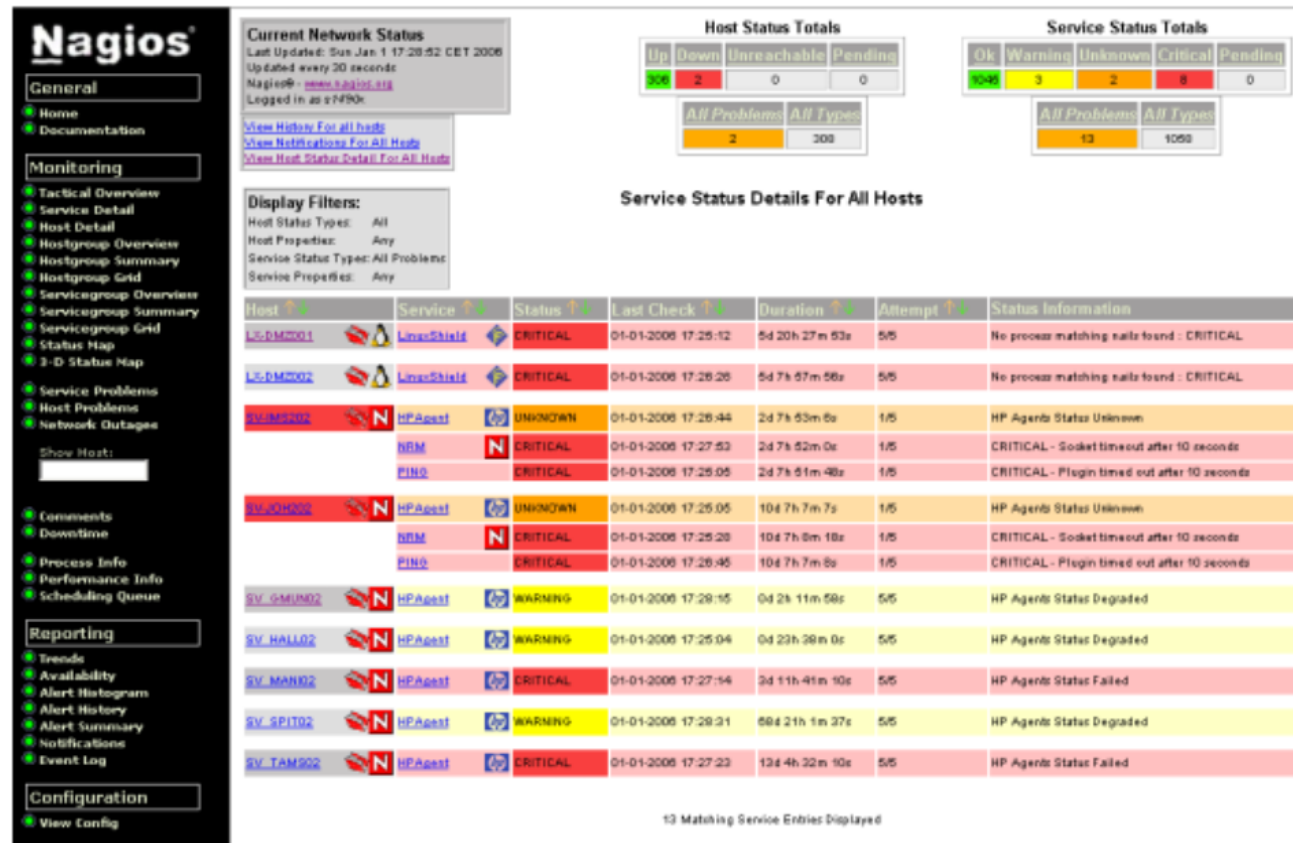 Nagios
General
Home
Documentation
Monitoring
Tactical Overview
Service Detail
Host Detail
Hostgroup Overview
Hostgroup Summary
Hostgroup Grid
Servicegroup Overview
Servicegroup Summary
Servicegroup Grid
Status Map
3-D Status Map
Service Problems
Host Problems
Network Outages
Show Host:
Comments
Downtime
Process Info
Performance Info
Scheduling Queue
Reporting
Trends
Availability
Alert Histogram
Alert History
Alert Summary
Notifications
Event Log
Configuration
View Config
Current Network Status
Last Updated: Sun Jan 1 17:28:52 CET 2006
Updated every 30 seconds
Nagios® - www.nagios.org
Logged in as
View History For all hosts
View Notifications For All Hosts
View Host Status Detail For All Hosts
Host Status Totals
Up Down Unreachable Pending
306 2 0 0
All Problems All Types
2 308
Service Status Totals
Ok Warning Unknown Critical Pending
1045 3 2 8 0
All Problems All Types
13 1058
Display Filters:
Host Status Types: All
Host Properties: Any
Service Status Types: All Problems
Service Properties: Any
Service Status Details For All Hosts
Host Service Status Last Check Duration Attempt Status Information
LX-DMZ001 LinuxShield CRITICAL 01-01-2006 17:25:12 5d 20h 27m 53s 5/5 No process matching nails found : CRITICAL
LX-DMZ002 LinuxShield CRITICAL 01-01-2006 17:26:26 5d 7h 57m 56s 5/5 No process matching nails found : CRITICAL
SV-IMS202 N HPAgent hp UNKNOWN 01-01-2006 17:26:44 2d 7h 53m 6s 1/5 HP Agents Status Unknown
NRM N CRITICAL 01-01-2006 17:27:53 2d 7h 52m 0s 1/5 CRITICAL - Socket timeout after 10 seconds
PING CRITICAL 01-01-2006 17:25:05 2d 7h 51m 48s 1/5 CRITICAL - Plugin timed out after 10 seconds
SV-JOH202 N HPAgent hp UNKNOWN 01-01-2006 17:25:05 10d 7h 7m 7s 1/5 HP Agents Status Unknown
NRM N CRITICAL 01-01-2006 17:25:28 10d 7h 8m 18s 1/5 CRITICAL - Socket timeout after 10 seconds
PING CRITICAL 01-01-2006 17:26:45 10d 7h 7m 8s 1/5 CRITICAL - Plugin timed out after 10 seconds
SV_GMUN02 N HPAgent hp WARNING 01-01-2006 17:28:15 0d 2h 11m 58s 5/5 HP Agents Status Degraded
SV_HALL02 N HPAgent hp WARNING 01-01-2006 17:25:04 0d 23h 38m 0s 5/5 HP Agents Status Degraded
SV_MANI02 N HPAgent hp CRITICAL 01-01-2006 17:27:14 3d 11h 41m 10s 5/5 HP Agents Status Failed
SV_SPIT02 N HPAgent hp WARNING 01-01-2006 17:28:31 68d 21h 1m 37s 5/5 HP Agents Status Degraded
SV_TAMS02 N HPAgent hp CRITICAL 01-01-2006 17:27:23 13d 4h 32m 10s 5/5 HP Agents Status Failed
13 Matching Service Entries Displayed